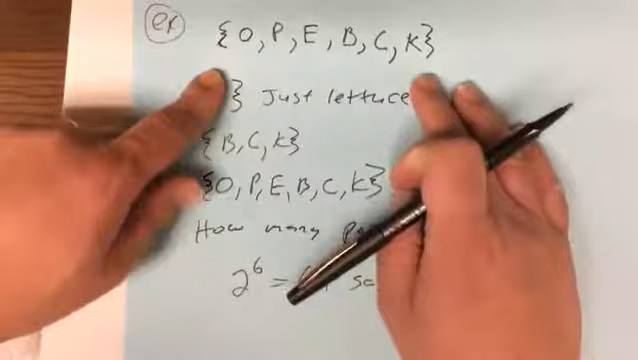 ex {O, P, E, B, C, K}
} Just lettuce
{B, C, K}
{O, P, E, B, C, K}
How many
2^6 =